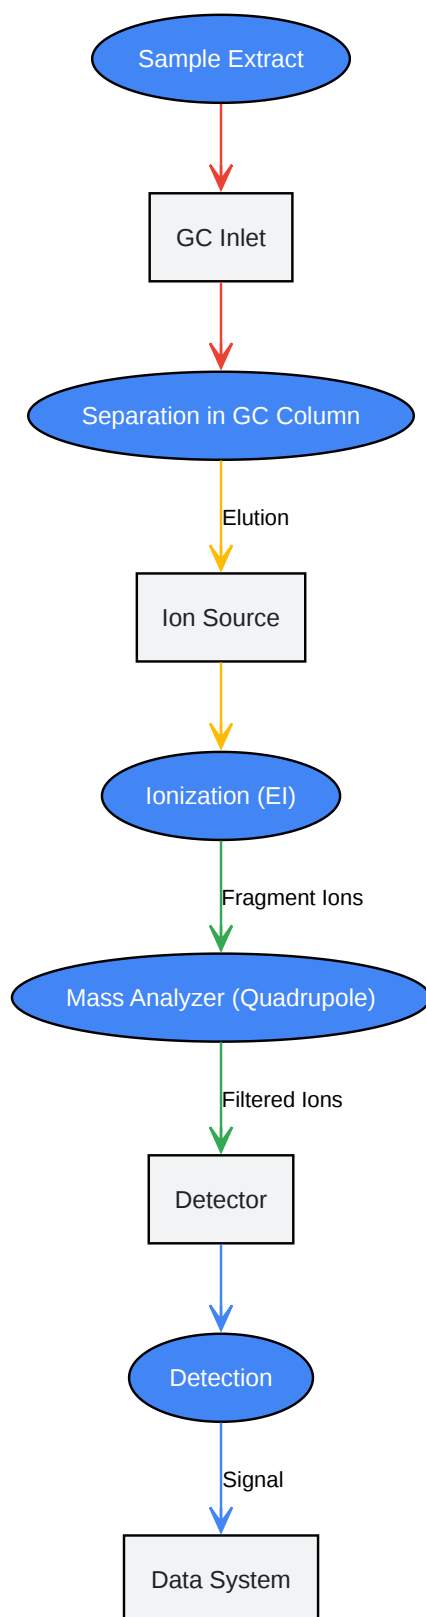 Sample Extract
GC Inlet
Separation in GC Column
Elution
Ion Source
Ionization (EI)
Fragment Ions
Mass Analyzer (Quadrupole)
Filtered Ions
Detector
Detection
Signal
Data System